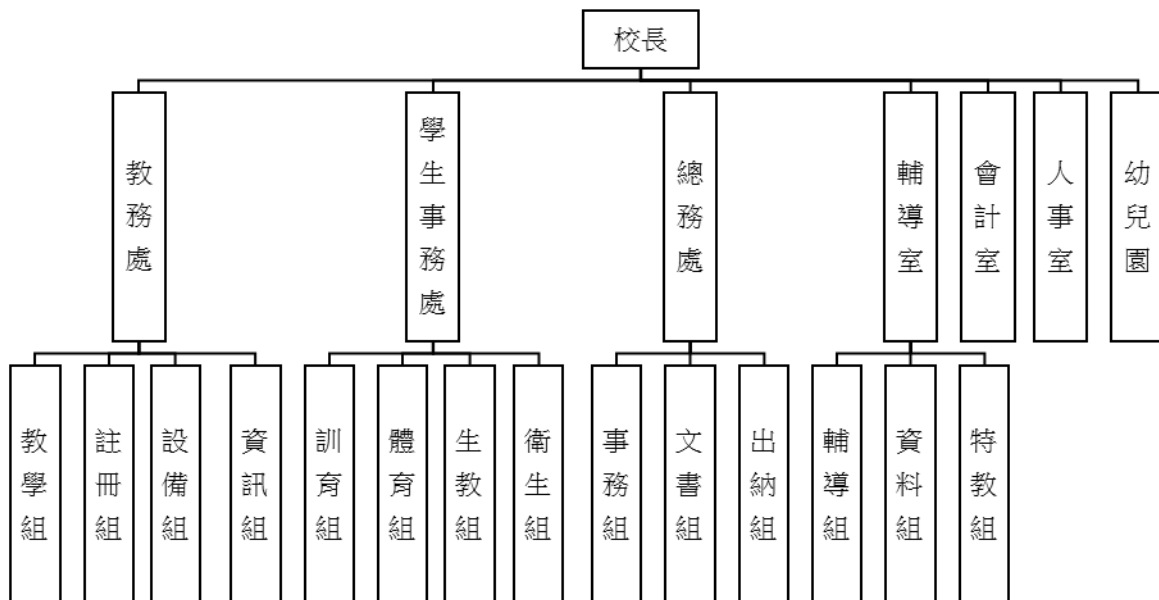 校長
教務處
學生事務處
總務處
輔導室
會計室
人事室
幼兒園
教學組
註冊組
設備組
資訊組
訓育組
體育組
生教組
衛生組
事務組
文書組
出納組
輔導組
資料組
特教組